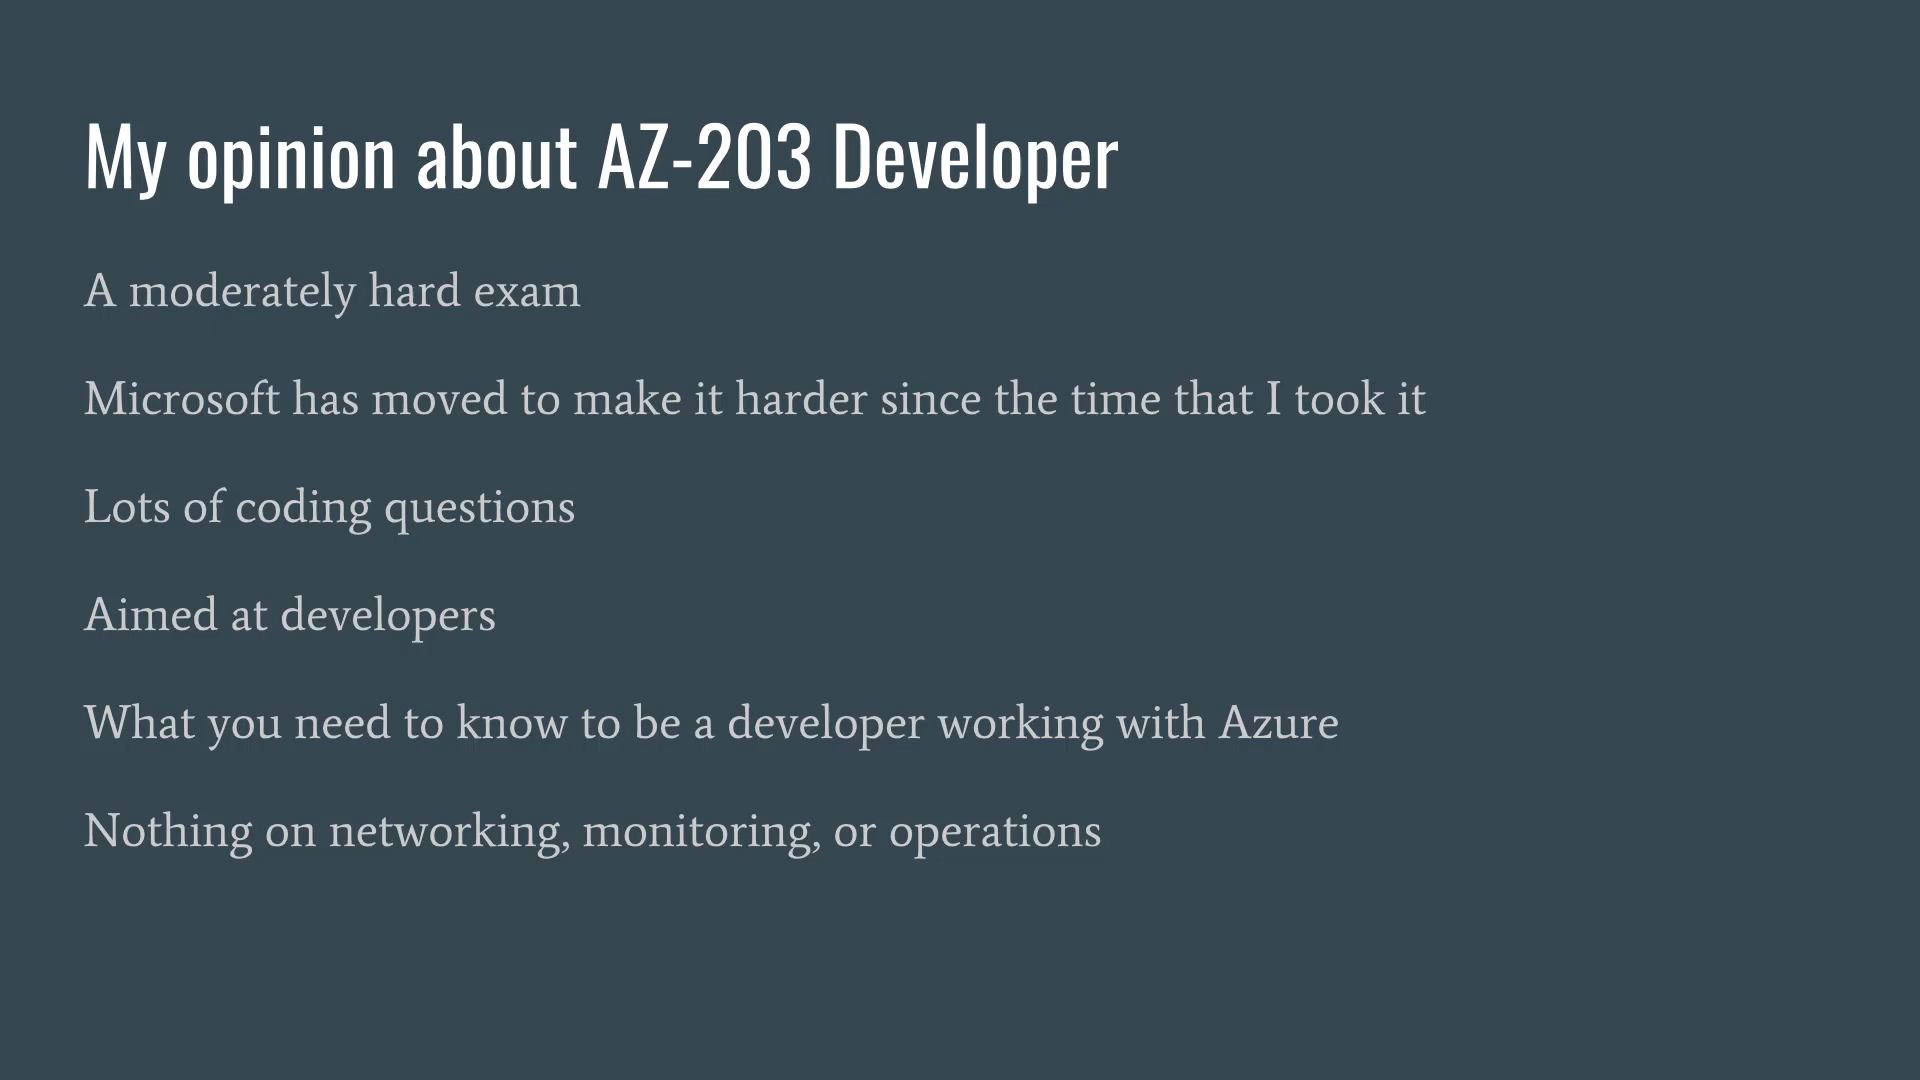 My opinion about AZ-203 Developer
A moderately hard exam
Microsoft has moved to make it harder since the time that I took it
Lots of coding questions
Aimed at developers
What you need to know to be a developer working with Azure
Nothing on networking, monitoring, or operations